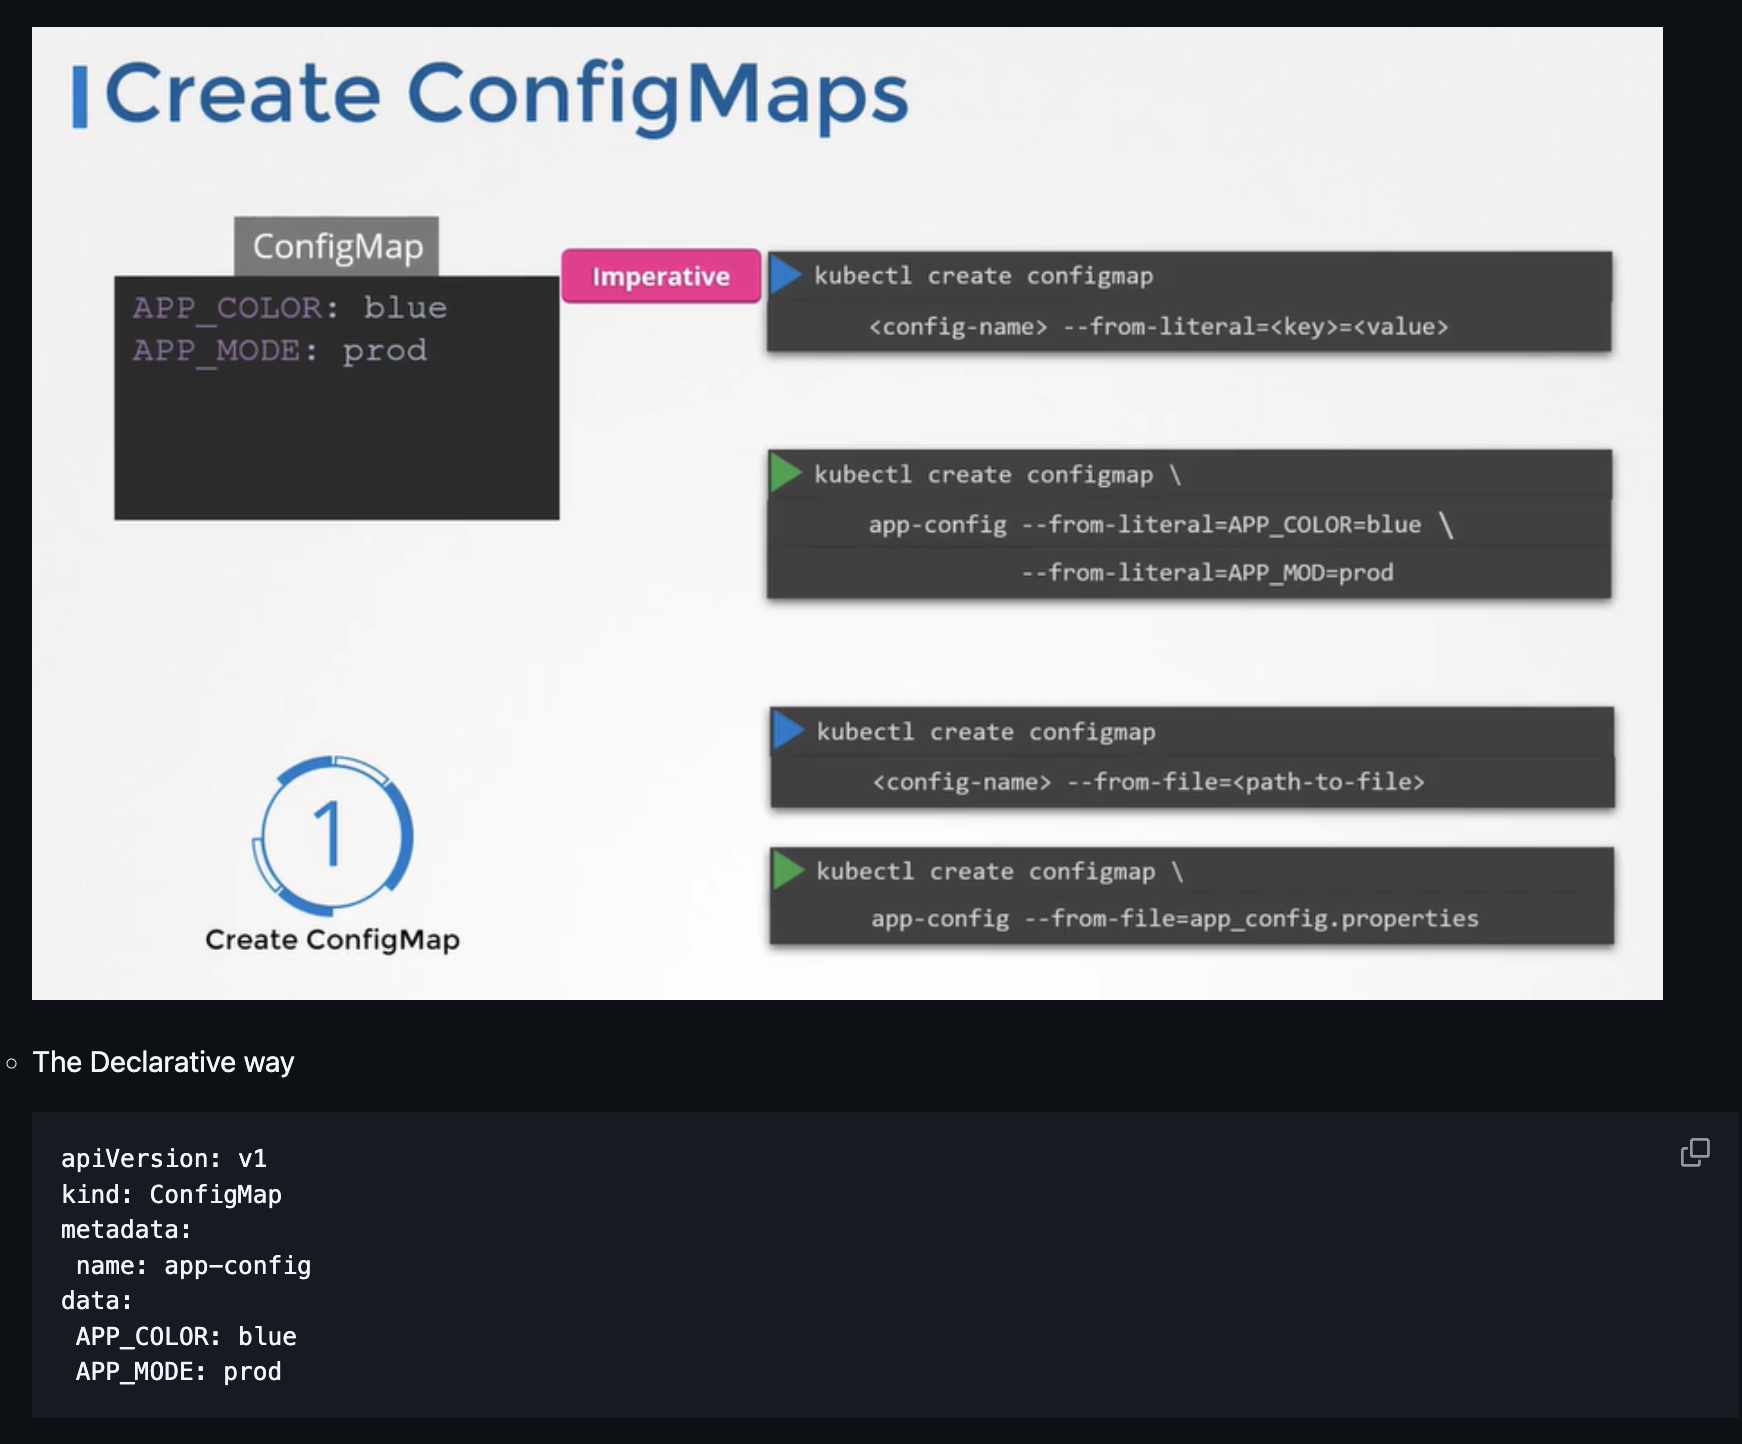 Create ConfigMaps
ConfigMap
APP_COLOR: blue
APP_MODE: prod
Imperative
kubectl create configmap
<config-name> --from-literal=<key>=<value>
kubectl create configmap \
app-config --from-literal=APP_COLOR=blue \
--from-literal=APP_MOD=prod
kubectl create configmap
<config-name> --from-file=<path-to-file>
kubectl create configmap \
app-config --from-file=app_config.properties
1
Create ConfigMap
The Declarative way
apiVersion: v1
kind: ConfigMap
metadata:
 name: app-config
data:
 APP_COLOR: blue
 APP_MODE: prod